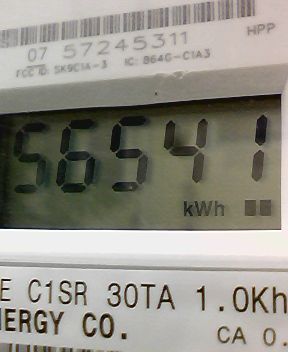 07 57245311
HPP
FCC ID: SK9C1A-3 IC: 864G-C1A3
56541
kWh
E C1SR 30TA 1.0Kh
NERGY CO.
CA 0.